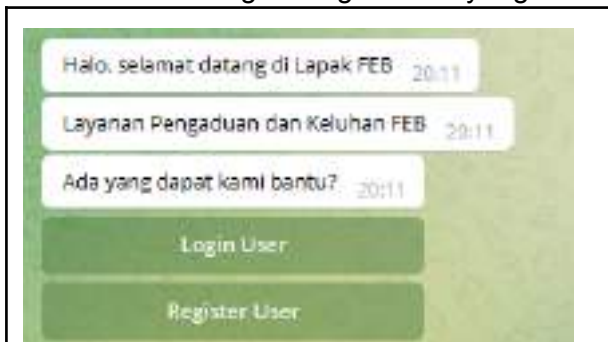 Halo, selamat datang di Lapak FEB 20:11
Layanan Pengaduan dan Keluhan FEB 20:11
Ada yang dapat kami bantu? 20:11
Login User
Register User